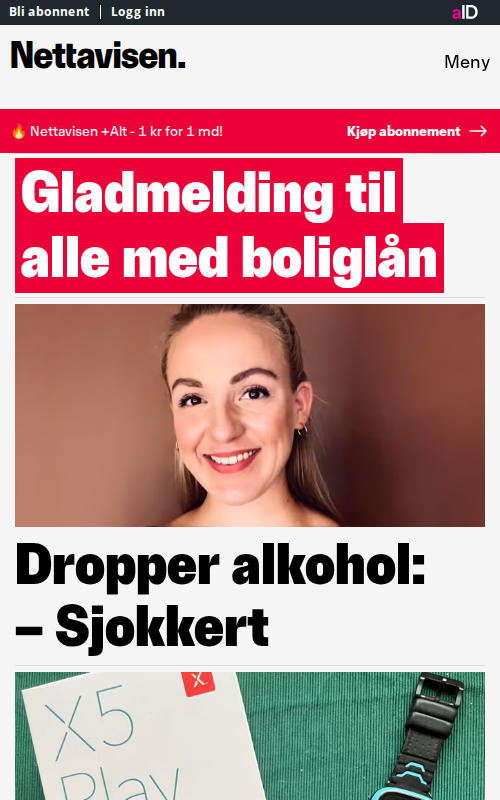 Bli abonnent
Logg inn
aID
Nettavisen.
Meny
Nettavisen +Alt - 1 kr for 1 md!
Kjøp abonnement
Gladmelding til
alle med boliglån
Dropper alkohol:
– Sjokkert
X
X5
Play